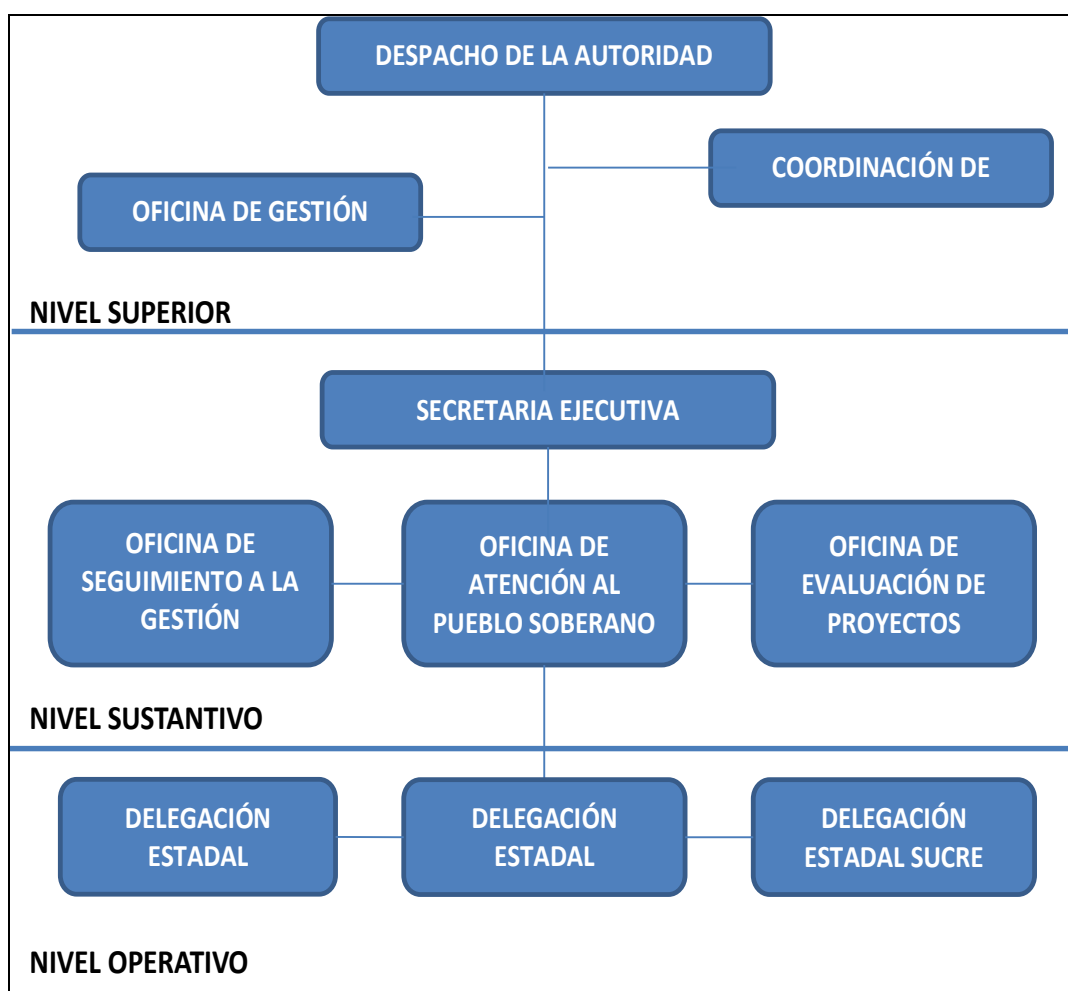 DESPACHO DE LA AUTORIDAD
COORDINACIÓN DE
OFICINA DE GESTIÓN
NIVEL SUPERIOR
SECRETARIA EJECUTIVA
OFICINA DE
SEGUIMIENTO A LA
GESTIÓN
OFICINA DE
ATENCIÓN AL
PUEBLO SOBERANO
OFICINA DE
EVALUACIÓN DE
PROYECTOS
NIVEL SUSTANTIVO
DELEGACIÓN
ESTADAL
DELEGACIÓN
ESTADAL
DELEGACIÓN
ESTADAL SUCRE
NIVEL OPERATIVO